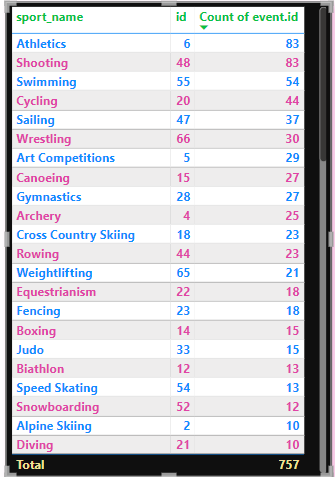 sport_name id Count of event.id
Athletics 6 83
Shooting 48 83
Swimming 55 54
Cycling 20 44
Sailing 47 37
Wrestling 66 30
Art Competitions 5 29
Canoeing 15 27
Gymnastics 28 27
Archery 4 25
Cross Country Skiing 18 23
Rowing 44 23
Weightlifting 65 21
Equestrianism 22 18
Fencing 23 18
Boxing 14 15
Judo 33 15
Biathlon 12 13
Speed Skating 54 13
Snowboarding 52 12
Alpine Skiing 2 10
Diving 21 10
Total 757